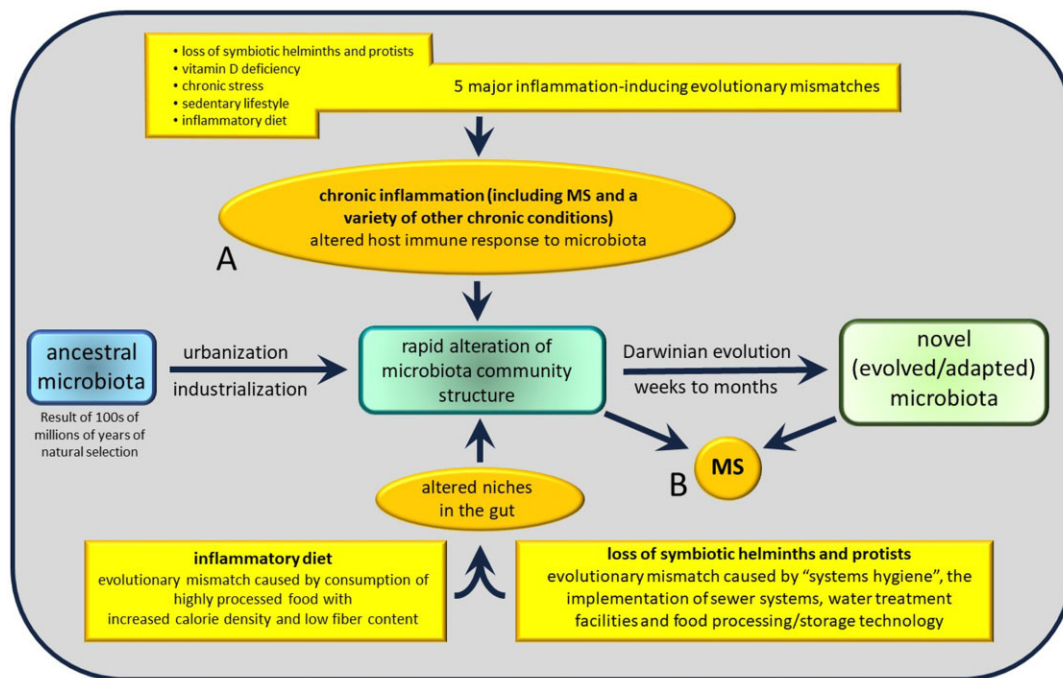 • loss of symbiotic helminths and protists
• vitamin D deficiency
• chronic stress
• sedentary lifestyle
• inflammatory diet
5 major inflammation-inducing evolutionary mismatches
chronic inflammation (including MS and a
variety of other chronic conditions)
altered host immune response to microbiota
A
ancestral
microbiota
Result of 100s of
millions of years of
natural selection
urbanization
industrialization
rapid alteration of
microbiota community
structure
Darwinian evolution
weeks to months
novel
(evolved/adapted)
microbiota
MS
B
altered niches
in the gut
inflammatory diet
evolutionary mismatch caused by consumption of
highly processed food with
increased calorie density and low fiber content
loss of symbiotic helminths and protists
evolutionary mismatch caused by “systems hygiene”, the
implementation of sewer systems, water treatment
facilities and food processing/storage technology